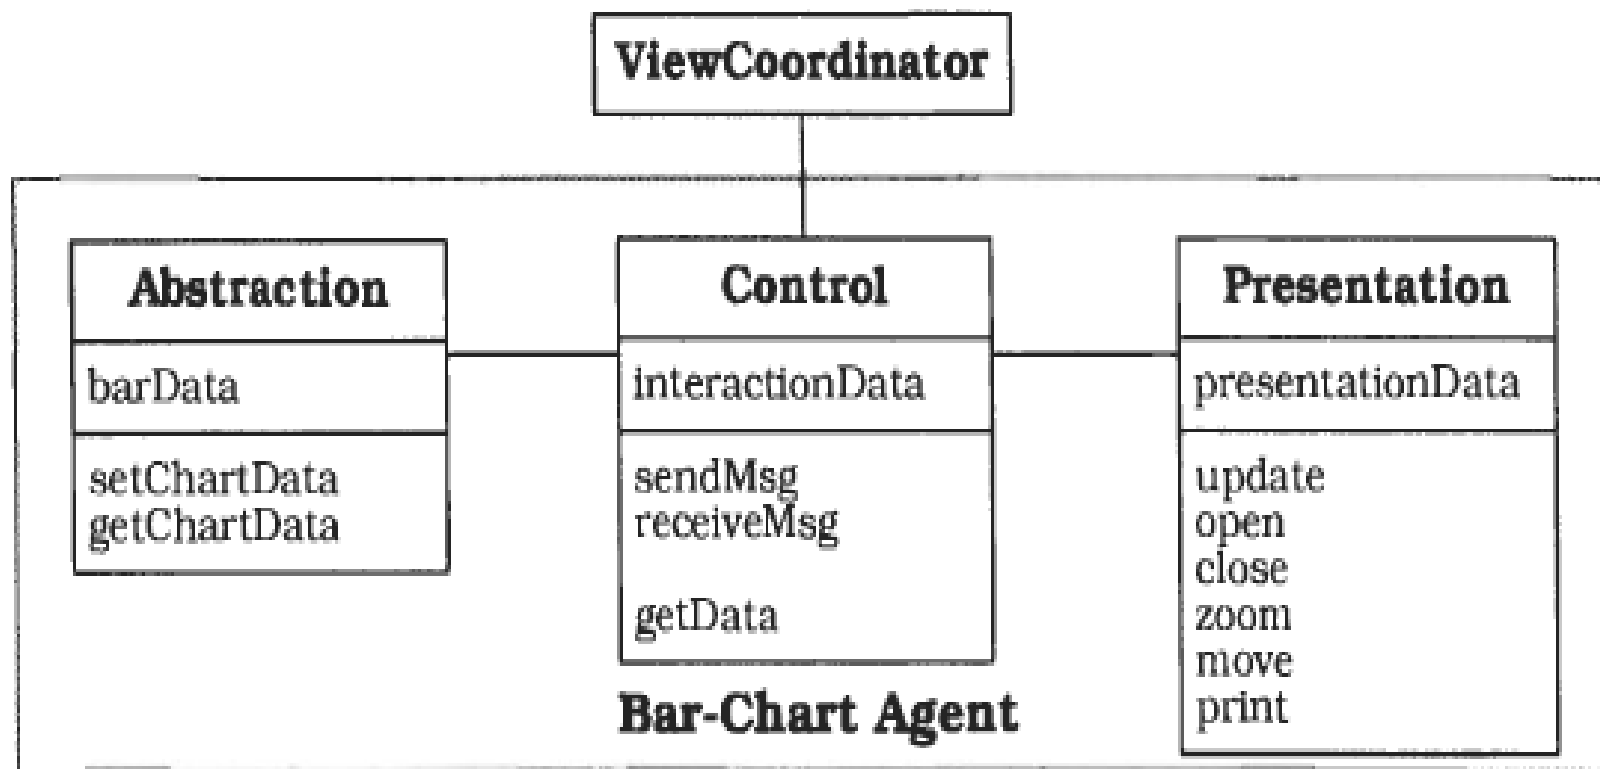 ViewCoordinator
Abstraction
barData
setChartData
getChartData
Control
interactionData
sendMsg
receiveMsg
getData
Presentation
presentationData
update
open
close
zoom
move
print
Bar-Chart Agent